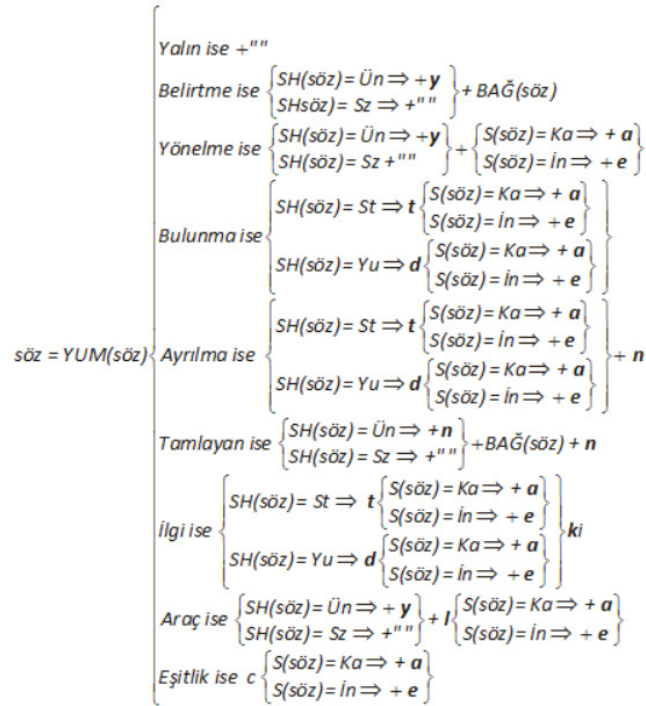 Yalın ise +""
Belirtme ise {SH(söz)= Ün⇒ +y
SHsöz)= Sz ⇒ +""} + BAĞ(söz)
Yönelme ise {SH(söz)= Ün⇒ +y
SH(söz)= Sz +""} + {S(söz)= Ka⇒ + a
S(söz)= İn⇒ + e}
Bulunma ise {SH(söz)= St ⇒ t {S(söz)= Ka⇒ + a
S(söz)= İn⇒ + e}
SH(söz)= Yu⇒ d {S(söz)= Ka⇒ + a
S(söz)= İn⇒ + e}}
söz = YUM(söz) { Ayrılma ise {SH(söz)= St⇒ t {S(söz)= Ka⇒ + a
S(söz)= İn⇒ + e}
SH(söz)= Yu⇒ d {S(söz)= Ka⇒ + a
S(söz)= İn⇒ + e}} + n
Tamlayan ise {SH(söz)= Ün⇒ +n
SH(söz)= Sz ⇒ +""} +BAĞ(söz) + n
İlgi ise {SH(söz)= St⇒ t {S(söz)= Ka⇒ + a
S(söz)= İn⇒ + e}
SH(söz)= Yu⇒ d {S(söz)= Ka⇒ + a
S(söz)= İn⇒ + e}} ki
Araç ise {SH(söz)= Ün⇒ + y
SH(söz)= Sz⇒ +""} + l {S(söz)= Ka⇒ + a
S(söz)= İn⇒ + e}
Eşitlik ise c {S(söz)= Ka⇒ + a
S(söz)= İn⇒ + e}